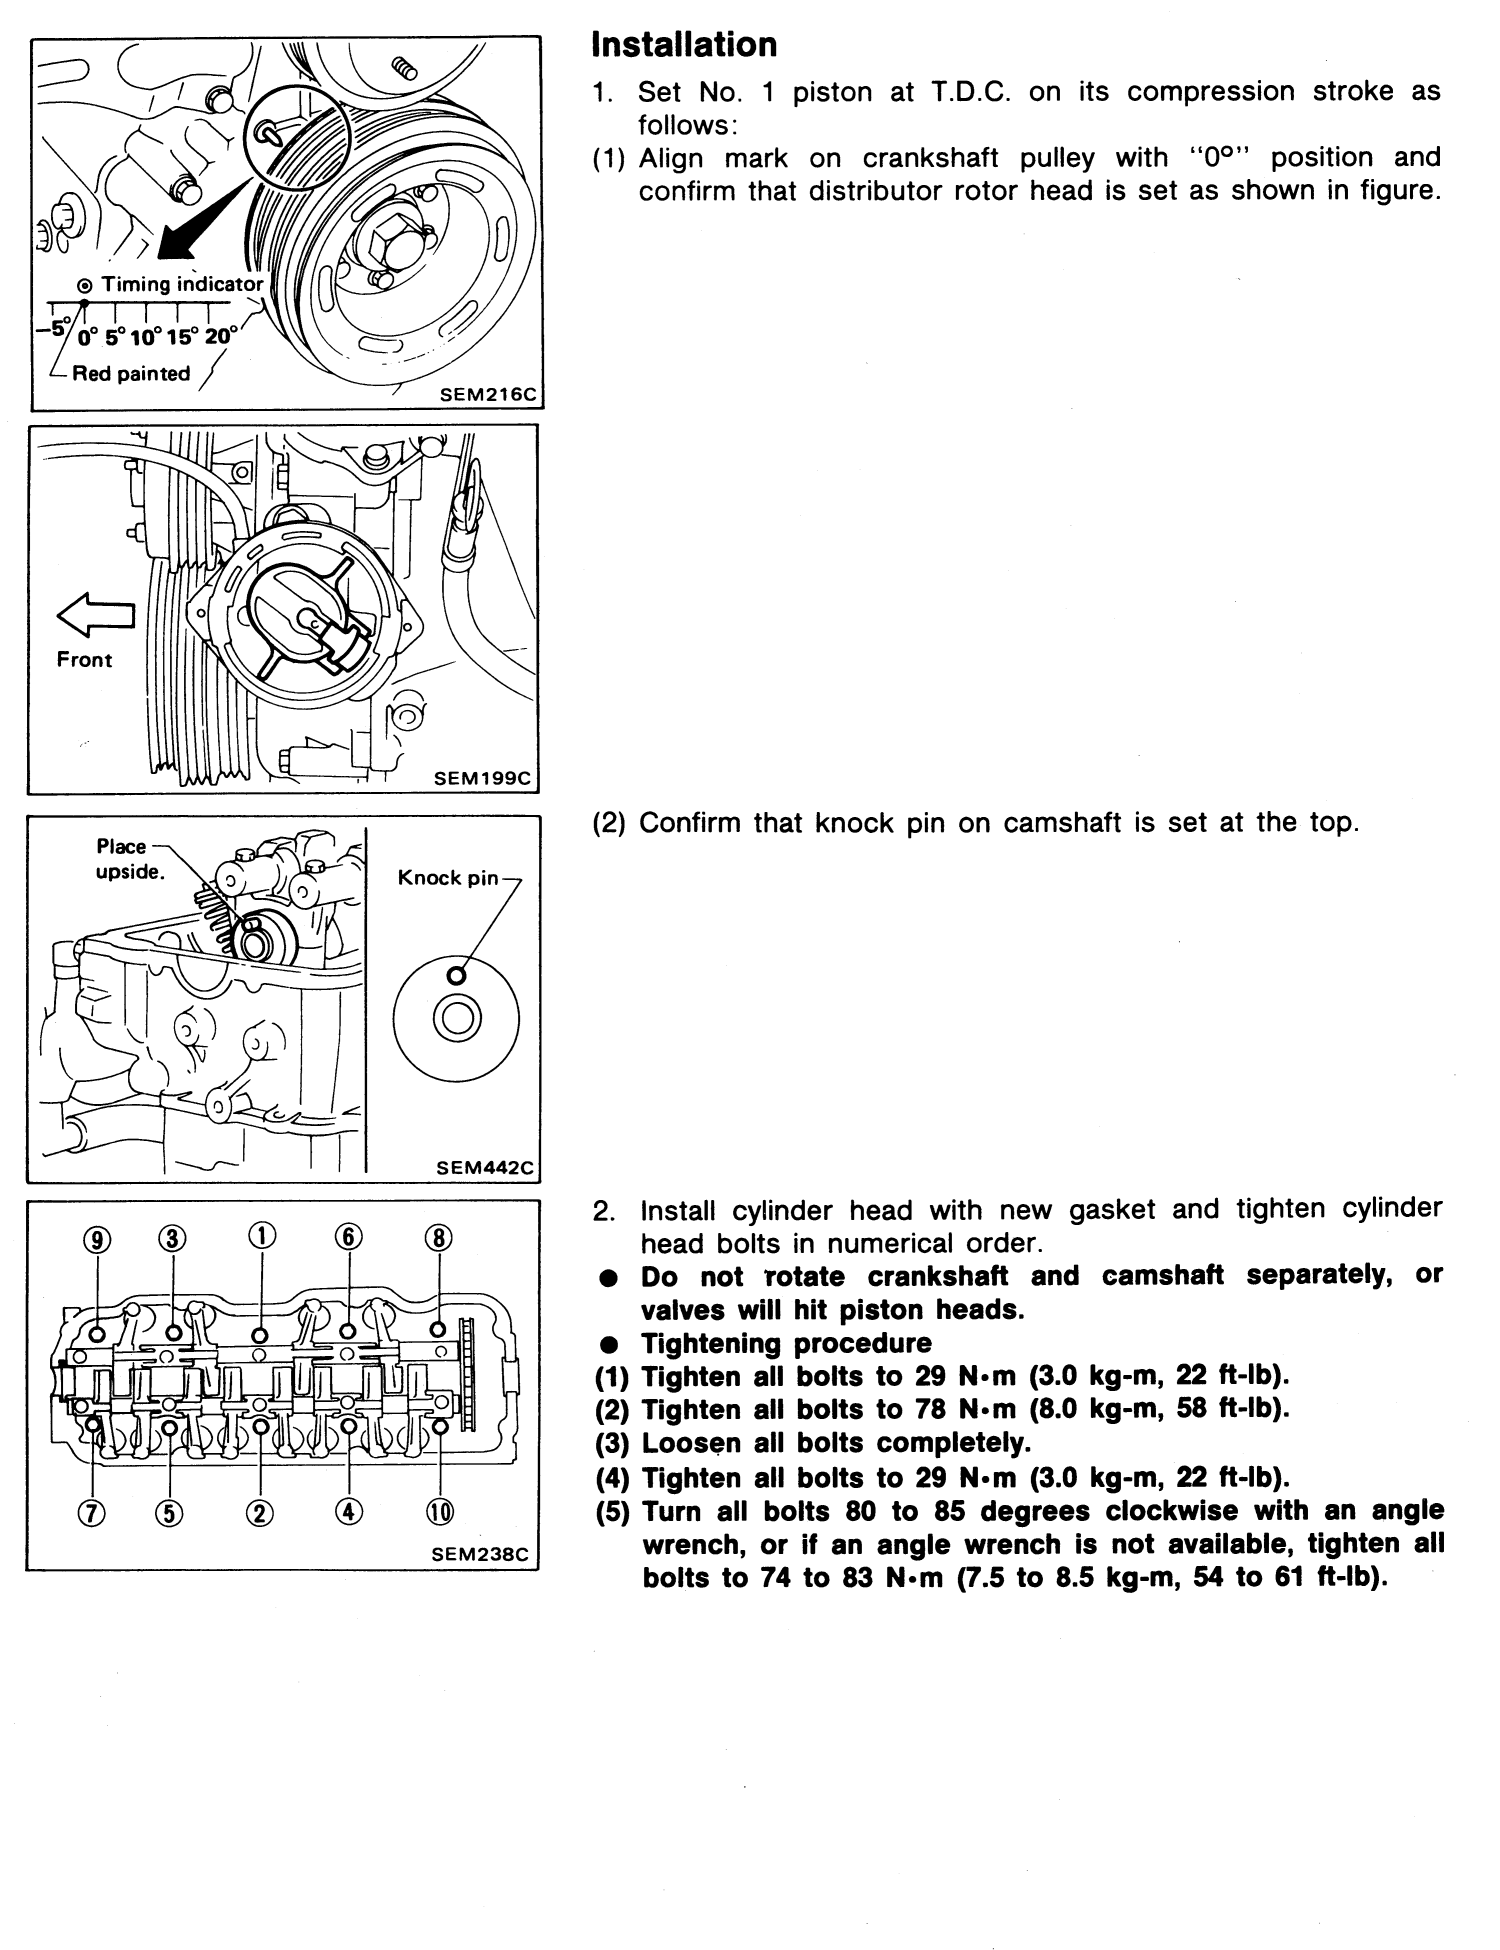 Installation
1. Set No. 1 piston at T.D.C. on its compression stroke as
follows:
(1) Align mark on crankshaft pulley with "0°" position and
confirm that distributor rotor head is set as shown in figure.
Timing indicator
−5° 0° 5° 10° 15° 20°
Red painted
SEM216C
Front
SEM199C
(2) Confirm that knock pin on camshaft is set at the top.
Place
upside.
Knock pin
SEM442C
2. Install cylinder head with new gasket and tighten cylinder
head bolts in numerical order.
● Do not rotate crankshaft and camshaft separately, or
valves will hit piston heads.
● Tightening procedure
(1) Tighten all bolts to 29 N•m (3.0 kg-m, 22 ft-lb).
(2) Tighten all bolts to 78 N•m (8.0 kg-m, 58 ft-lb).
(3) Loosen all bolts completely.
(4) Tighten all bolts to 29 N•m (3.0 kg-m, 22 ft-lb).
(5) Turn all bolts 80 to 85 degrees clockwise with an angle
wrench, or if an angle wrench is not available, tighten all
bolts to 74 to 83 N•m (7.5 to 8.5 kg-m, 54 to 61 ft-lb).
⑨ ③ ① ⑥ ⑧
⑦ ⑤ ② ④ ⑩
SEM238C